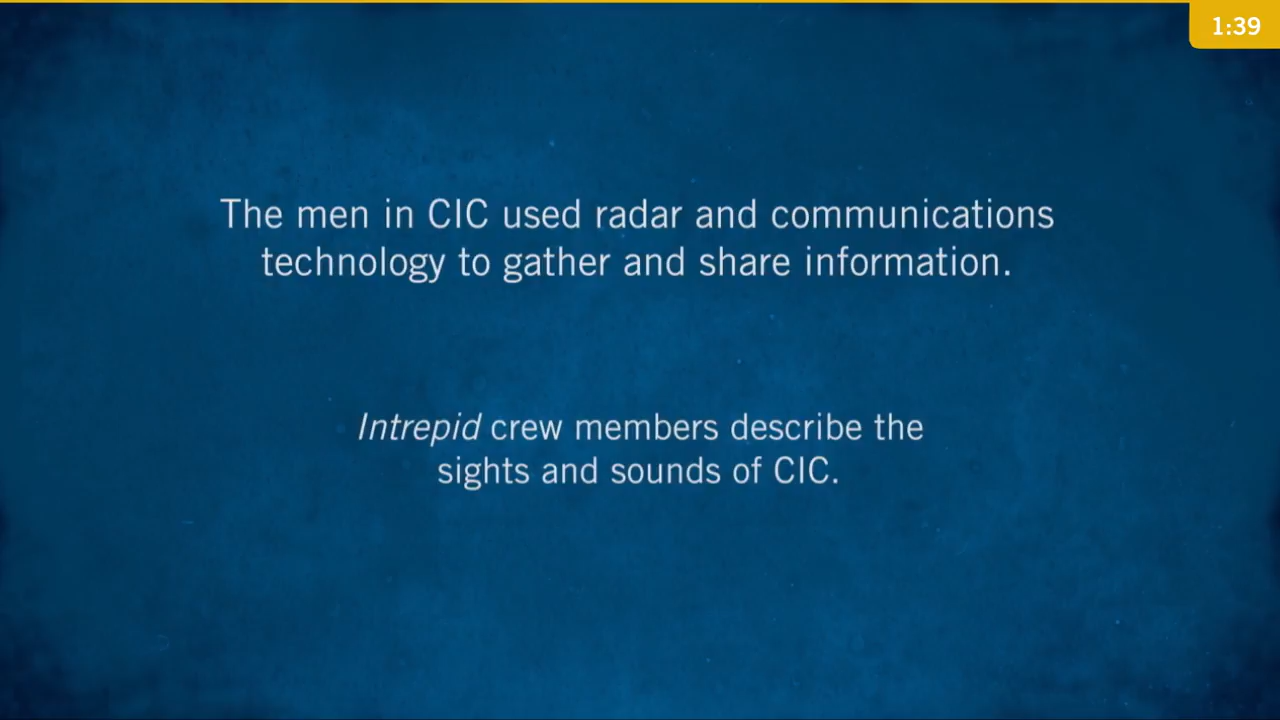 1:39
The men in CIC used radar and communications
technology to gather and share information.
Intrepid crew members describe the
sights and sounds of CIC.